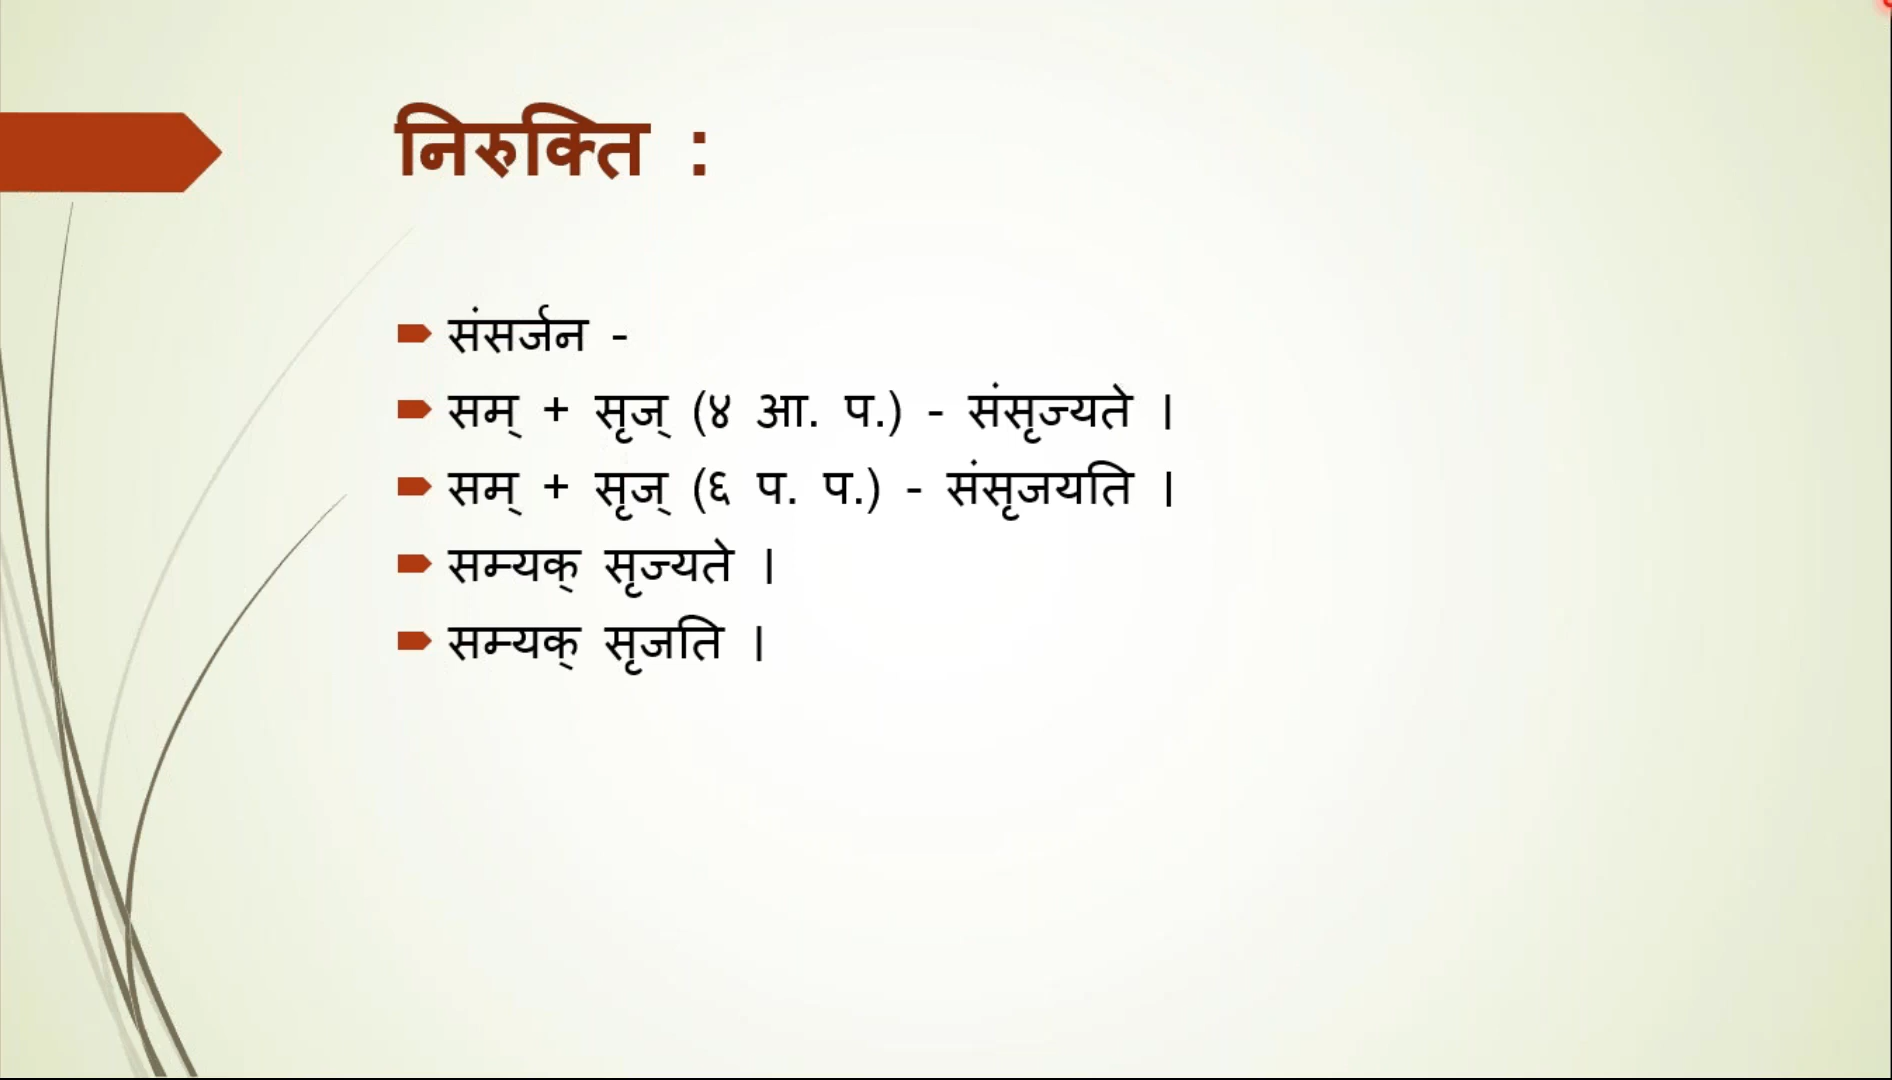 निरुक्ति :
संसर्जन -
सम् + सृज् (४ आ. प.) - संसृज्यते ।
सम् + सृज् (६ प. प.) - संसृजयति ।
सम्यक् सृज्यते ।
सम्यक् सृजति ।